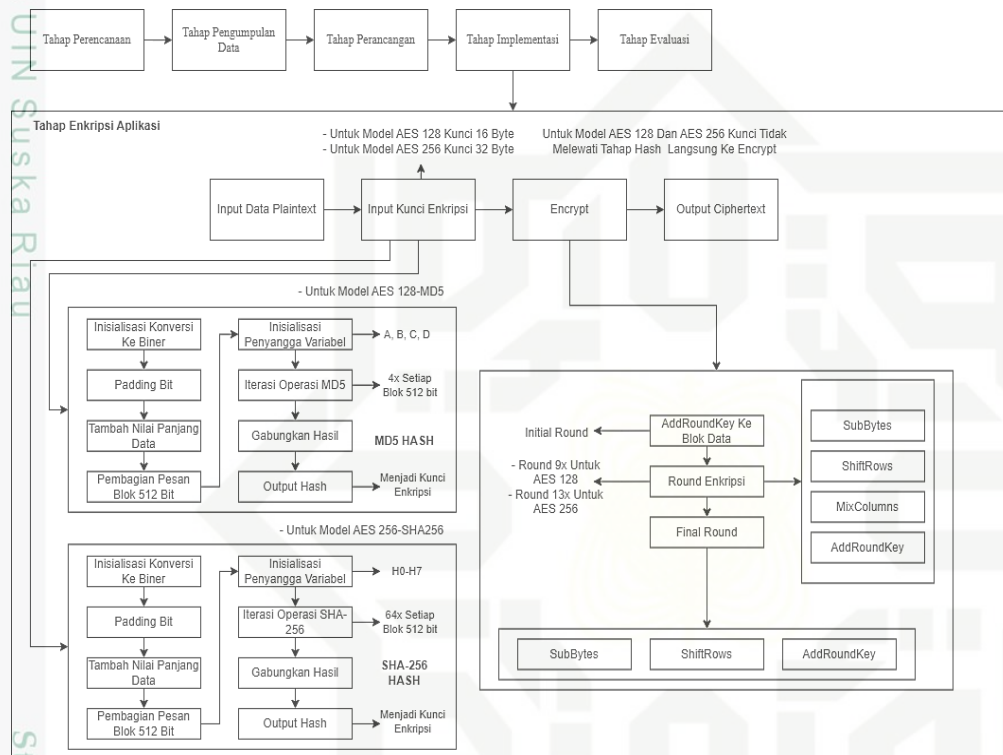 Tahap Perencanaan
Tahap Pengumpulan
Data
Tahap Perancangan
Tahap Implementasi
Tahap Evaluasi
UIN Suska Riau
Tahap Enkripsi Aplikasi
- Untuk Model AES 128 Kunci 16 Byte
- Untuk Model AES 256 Kunci 32 Byte
Untuk Model AES 128 Dan AES 256 Kunci Tidak
Melewati Tahap Hash Langsung Ke Encrypt
Input Data Plaintext
Input Kunci Enkripsi
Encrypt
Output Ciphertext
- Untuk Model AES 128-MD5
Inisialisasi Konversi
Ke Biner
Padding Bit
Tambah Nilai Panjang
Data
Pembagian Pesan
Blok 512 Bit
Inisialisasi
Penyangga Variabel
A, B, C, D
Iterasi Operasi MD5
4x Setiap
Blok 512 bit
Gabungkan Hasil
MD5 HASH
Output Hash
Menjadi Kunci
Enkripsi
- Untuk Model AES 256-SHA256
Inisialisasi Konversi
Ke Biner
Padding Bit
Tambah Nilai Panjang
Data
Pembagian Pesan
Blok 512 Bit
Inisialisasi
Penyangga Variabel
H0-H7
Iterasi Operasi SHA-
256
64x Setiap
Blok 512 bit
Gabungkan Hasil
SHA-256
HASH
Output Hash
Menjadi Kunci
Enkripsi
Initial Round
AddRoundKey Ke
Blok Data
- Round 9x Untuk
AES 128
- Round 13x Untuk
AES 256
Round Enkripsi
Final Round
SubBytes
ShiftRows
MixColumns
AddRoundKey
SubBytes
ShiftRows
AddRoundKey